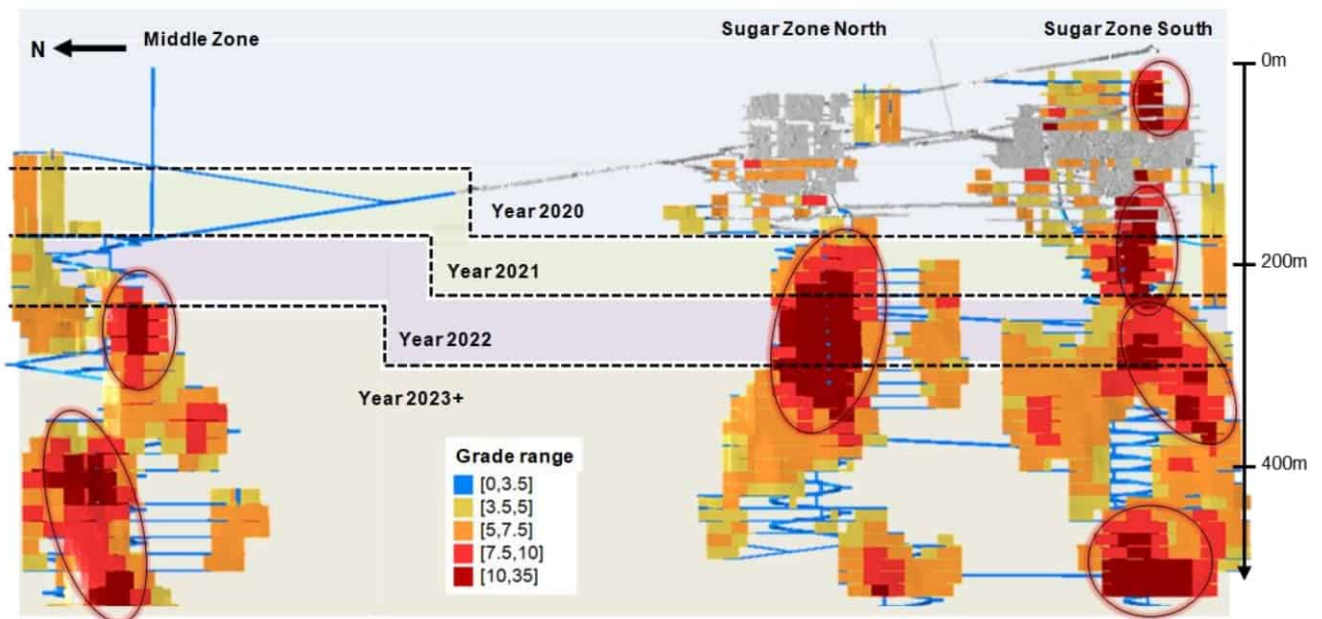 N
Middle Zone
Sugar Zone North
Sugar Zone South
0m
Year 2020
200m
Year 2021
Year 2022
Year 2023+
Grade range
[0,3.5]
[3.5,5]
[5,7.5]
[7.5,10]
[10,35]
400m